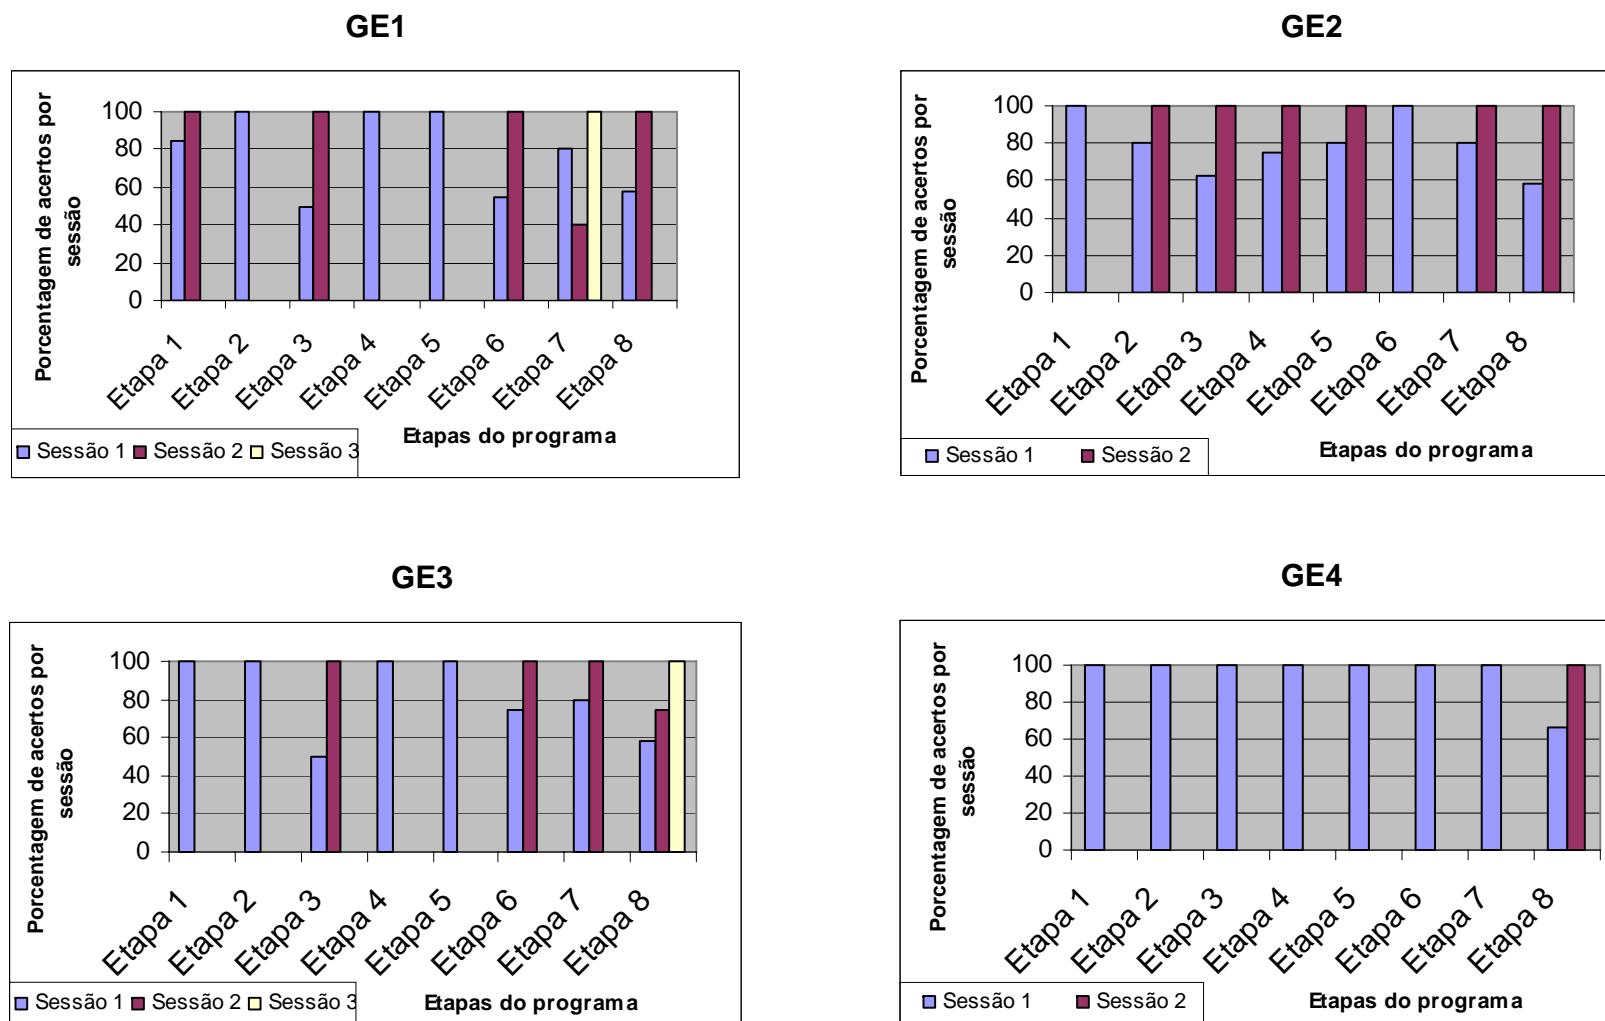 GE1
Porcentagem de acertos por
sessão
100
80
60
40
20
0
Etapa 1
Etapa 2
Etapa 3
Etapa 4
Etapa 5
Etapa 6
Etapa 7
Etapa 8
Etapas do programa
Sessão 1 Sessão 2 Sessão 3
GE2
Porcentagem de acertos por
sessão
100
80
60
40
20
0
Etapa 1
Etapa 2
Etapa 3
Etapa 4
Etapa 5
Etapa 6
Etapa 7
Etapa 8
Etapas do programa
Sessão 1 Sessão 2
GE3
Porcentagem de acertos por
sessão
100
80
60
40
20
0
Etapa 1
Etapa 2
Etapa 3
Etapa 4
Etapa 5
Etapa 6
Etapa 7
Etapa 8
Etapas do programa
Sessão 1 Sessão 2 Sessão 3
GE4
Porcentagem de acertos por
sessão
100
80
60
40
20
0
Etapa 1
Etapa 2
Etapa 3
Etapa 4
Etapa 5
Etapa 6
Etapa 7
Etapa 8
Etapas do programa
Sessão 1 Sessão 2